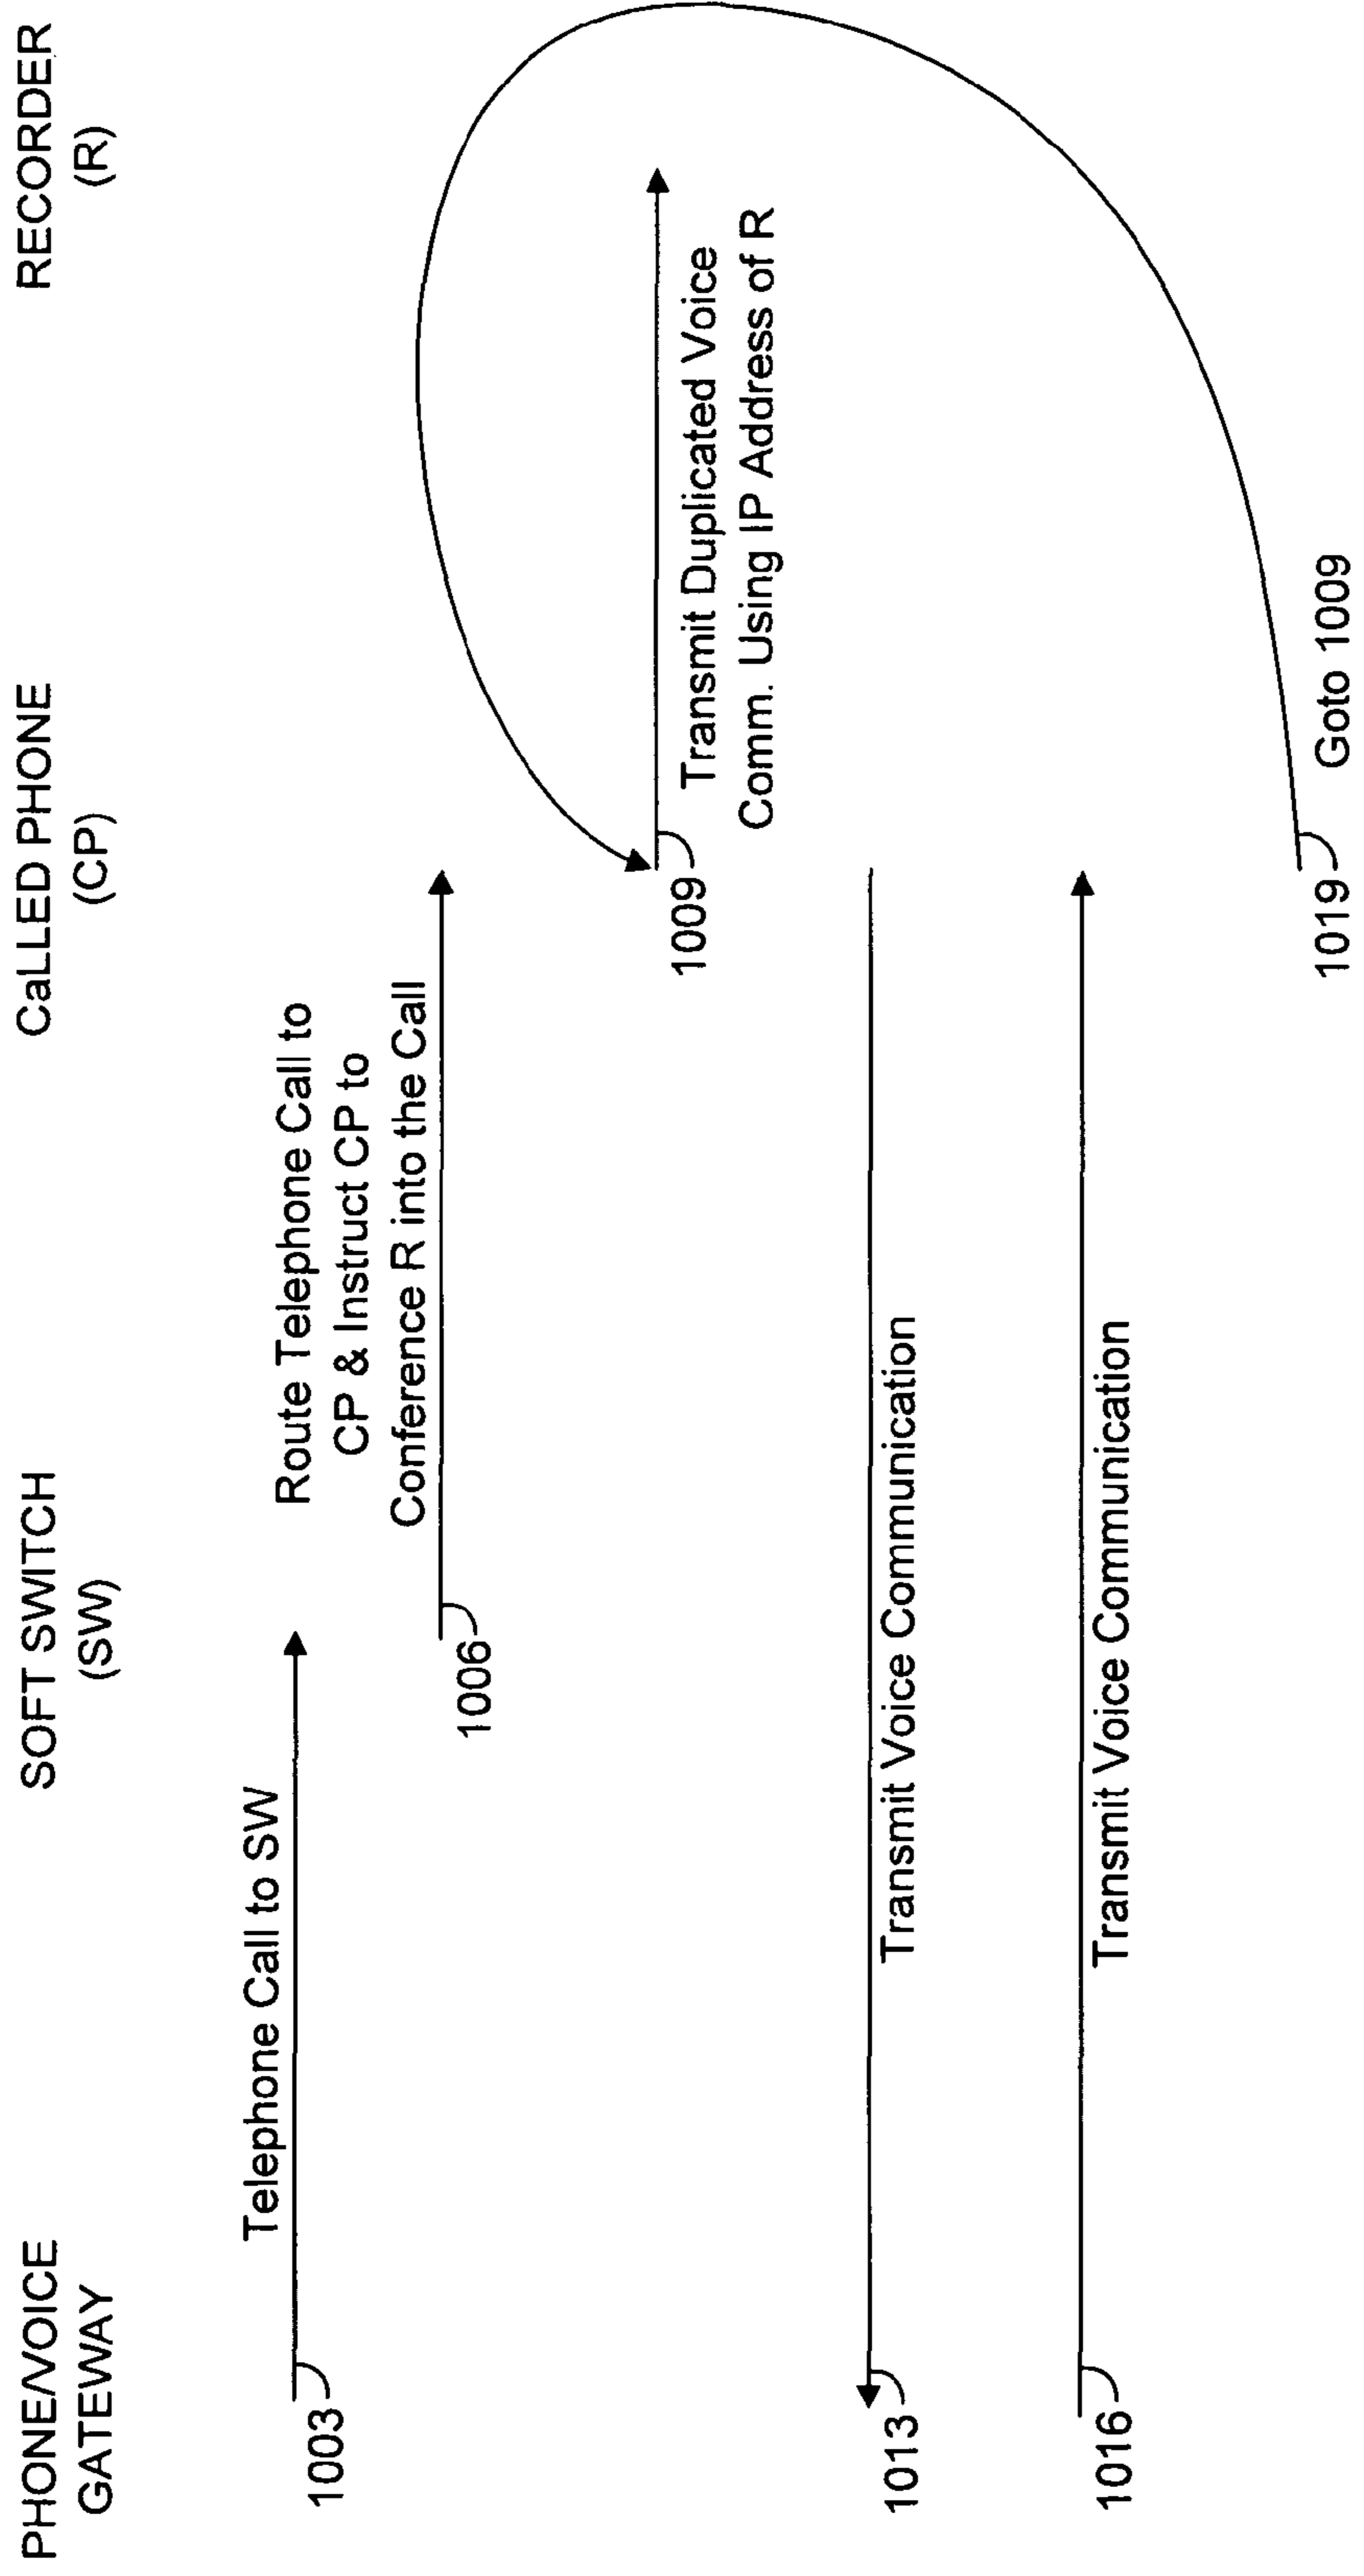 PHONE/VOICE
GATEWAY
SOFT SWITCH
(SW)
CaLLED PHONE
(CP)
RECORDER
(R)
Telephone Call to SW
1003
Route Telephone Call to
CP & Instruct CP to
Conference R into the Call
1006
1009
Transmit Duplicated Voice
Comm. Using IP Address of R
1013
Transmit Voice Communication
1016
Transmit Voice Communication
1019
Goto 1009